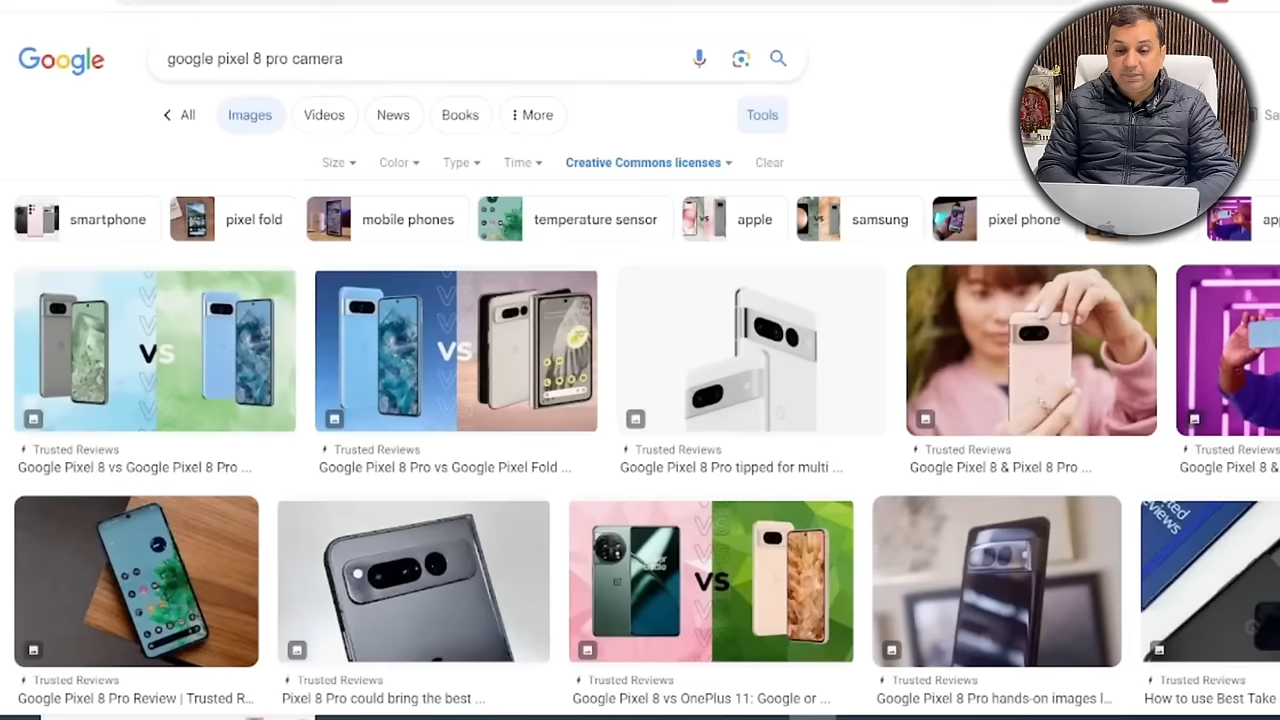 Google
google pixel 8 pro camera
All
Images
Videos
News
Books
More
Tools
Size
Color
Type
Time
Creative Commons licenses
Clear
Sa
smartphone
pixel fold
mobile phones
temperature sensor
apple
samsung
pixel phone
VS
VS
Trusted Reviews
Trusted Reviews
Trusted Reviews
Trusted Reviews
Trusted Reviews
Google Pixel 8 vs Google Pixel 8 Pro ...
Google Pixel 8 Pro vs Google Pixel Fold ...
Google Pixel 8 Pro tipped for multi ...
Google Pixel 8 & Pixel 8 Pro ...
Google Pixel 8 &
VS
Trusted Reviews
Trusted Reviews
Trusted Reviews
Trusted Reviews
Trusted Reviews
Google Pixel 8 Pro Review | Trusted R...
Pixel 8 Pro could bring the best ...
Google Pixel 8 vs OnePlus 11: Google or ...
Google Pixel 8 Pro hands-on images l...
How to use Best Take